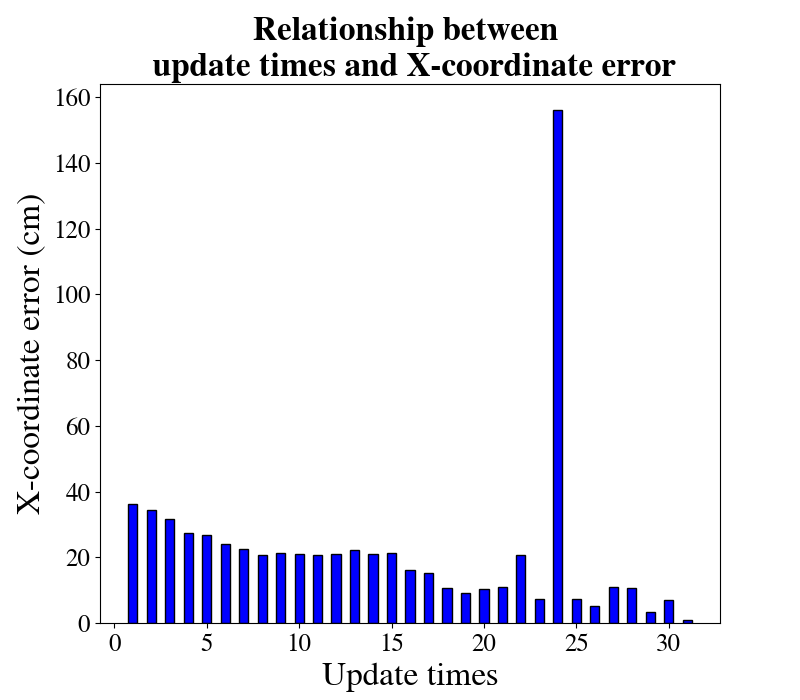 Relationship between
update times and X-coordinate error
160
140
120
100
80
60
40
20
0
X-coordinate error (cm)
0 5 10 15 20 25 30
Update times